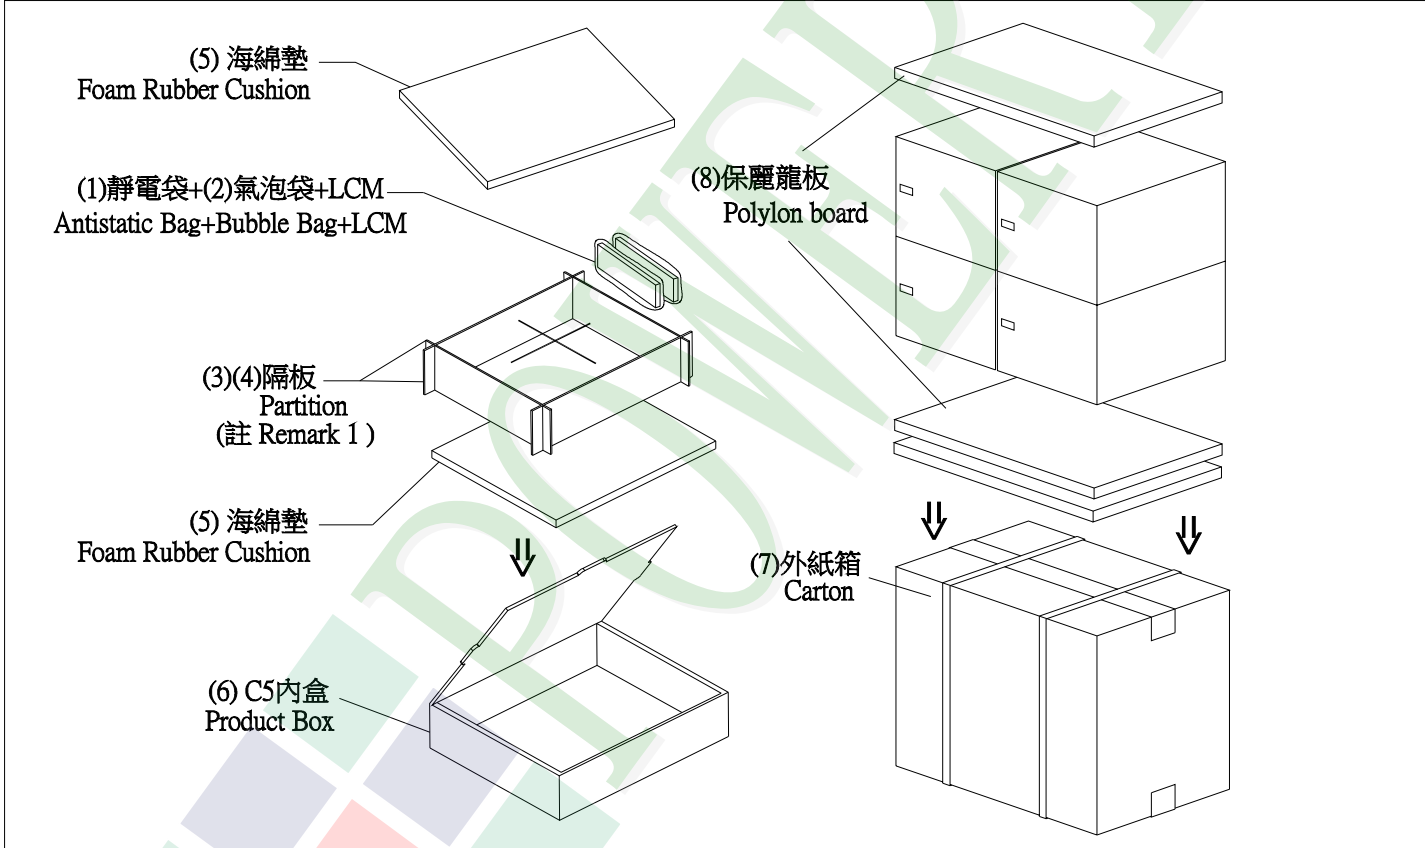 (5) 海綿墊
Foam Rubber Cushion
(1)靜電袋+(2)氣泡袋+LCM
Antistatic Bag+Bubble Bag+LCM
(3)(4)隔板
Partition
(註 Remark 1 )
(5) 海綿墊
Foam Rubber Cushion
(6) C5內盒
Product Box
(8)保麗龍板
Polylon board
(7)外紙箱
Carton
POWER